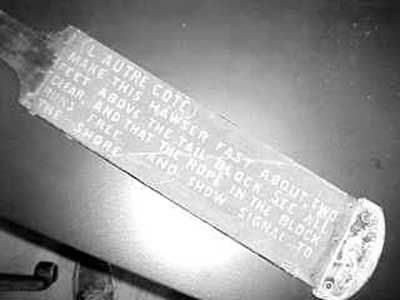 (L AUTRE COTÉ)
MAKE THIS HAWSER FAST ABOUT TWO
FEET ABOVE THE TAIL BLOCK. SEE ALL
CLEAR AND THAT THE ROPE IN THE BLOCK
RUNS FREE. AND SHOW SIGNAL TO
THE SHORE